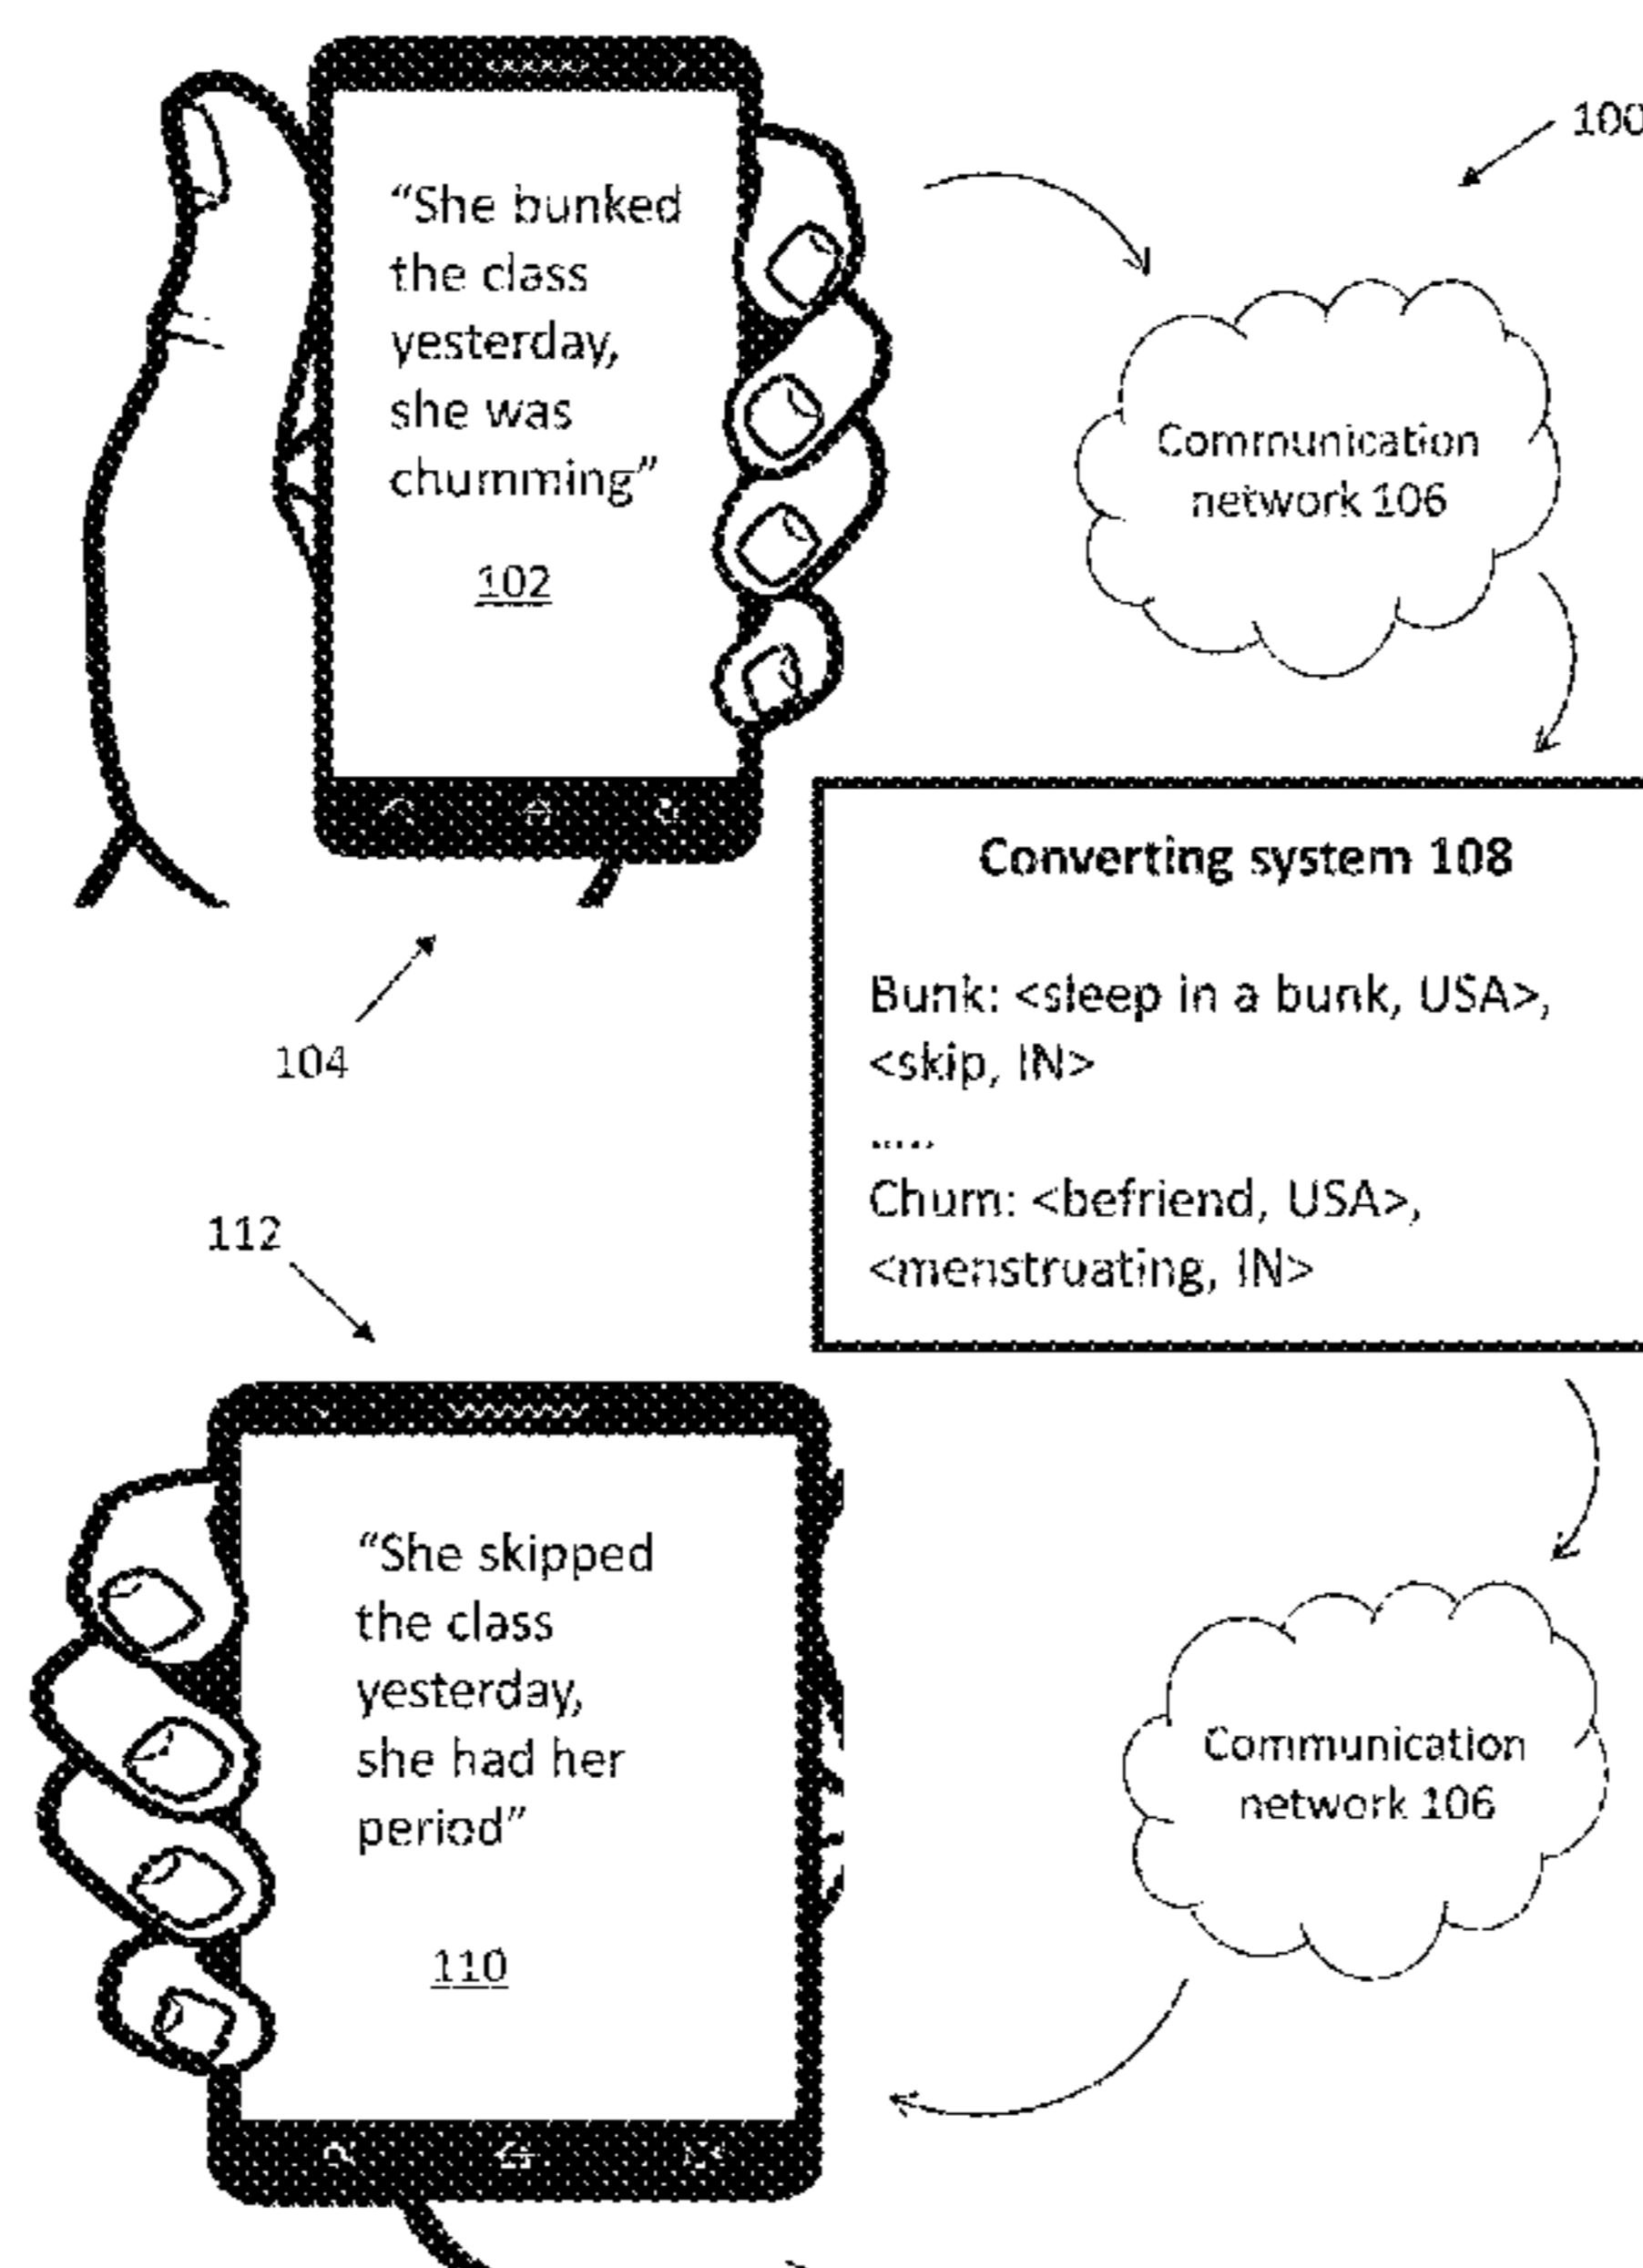 100
“She bunked
the class
yesterday,
she was
chumming”
102
Communication
network 106
104
Converting system 108
Bunk: <sleep in a bunk, USA>,
<skip, IN>
.....
Chum: <befriend, USA>,
<menstruating, IN>
112
“She skipped
the class
yesterday,
she had her
period”
110
Communication
network 106